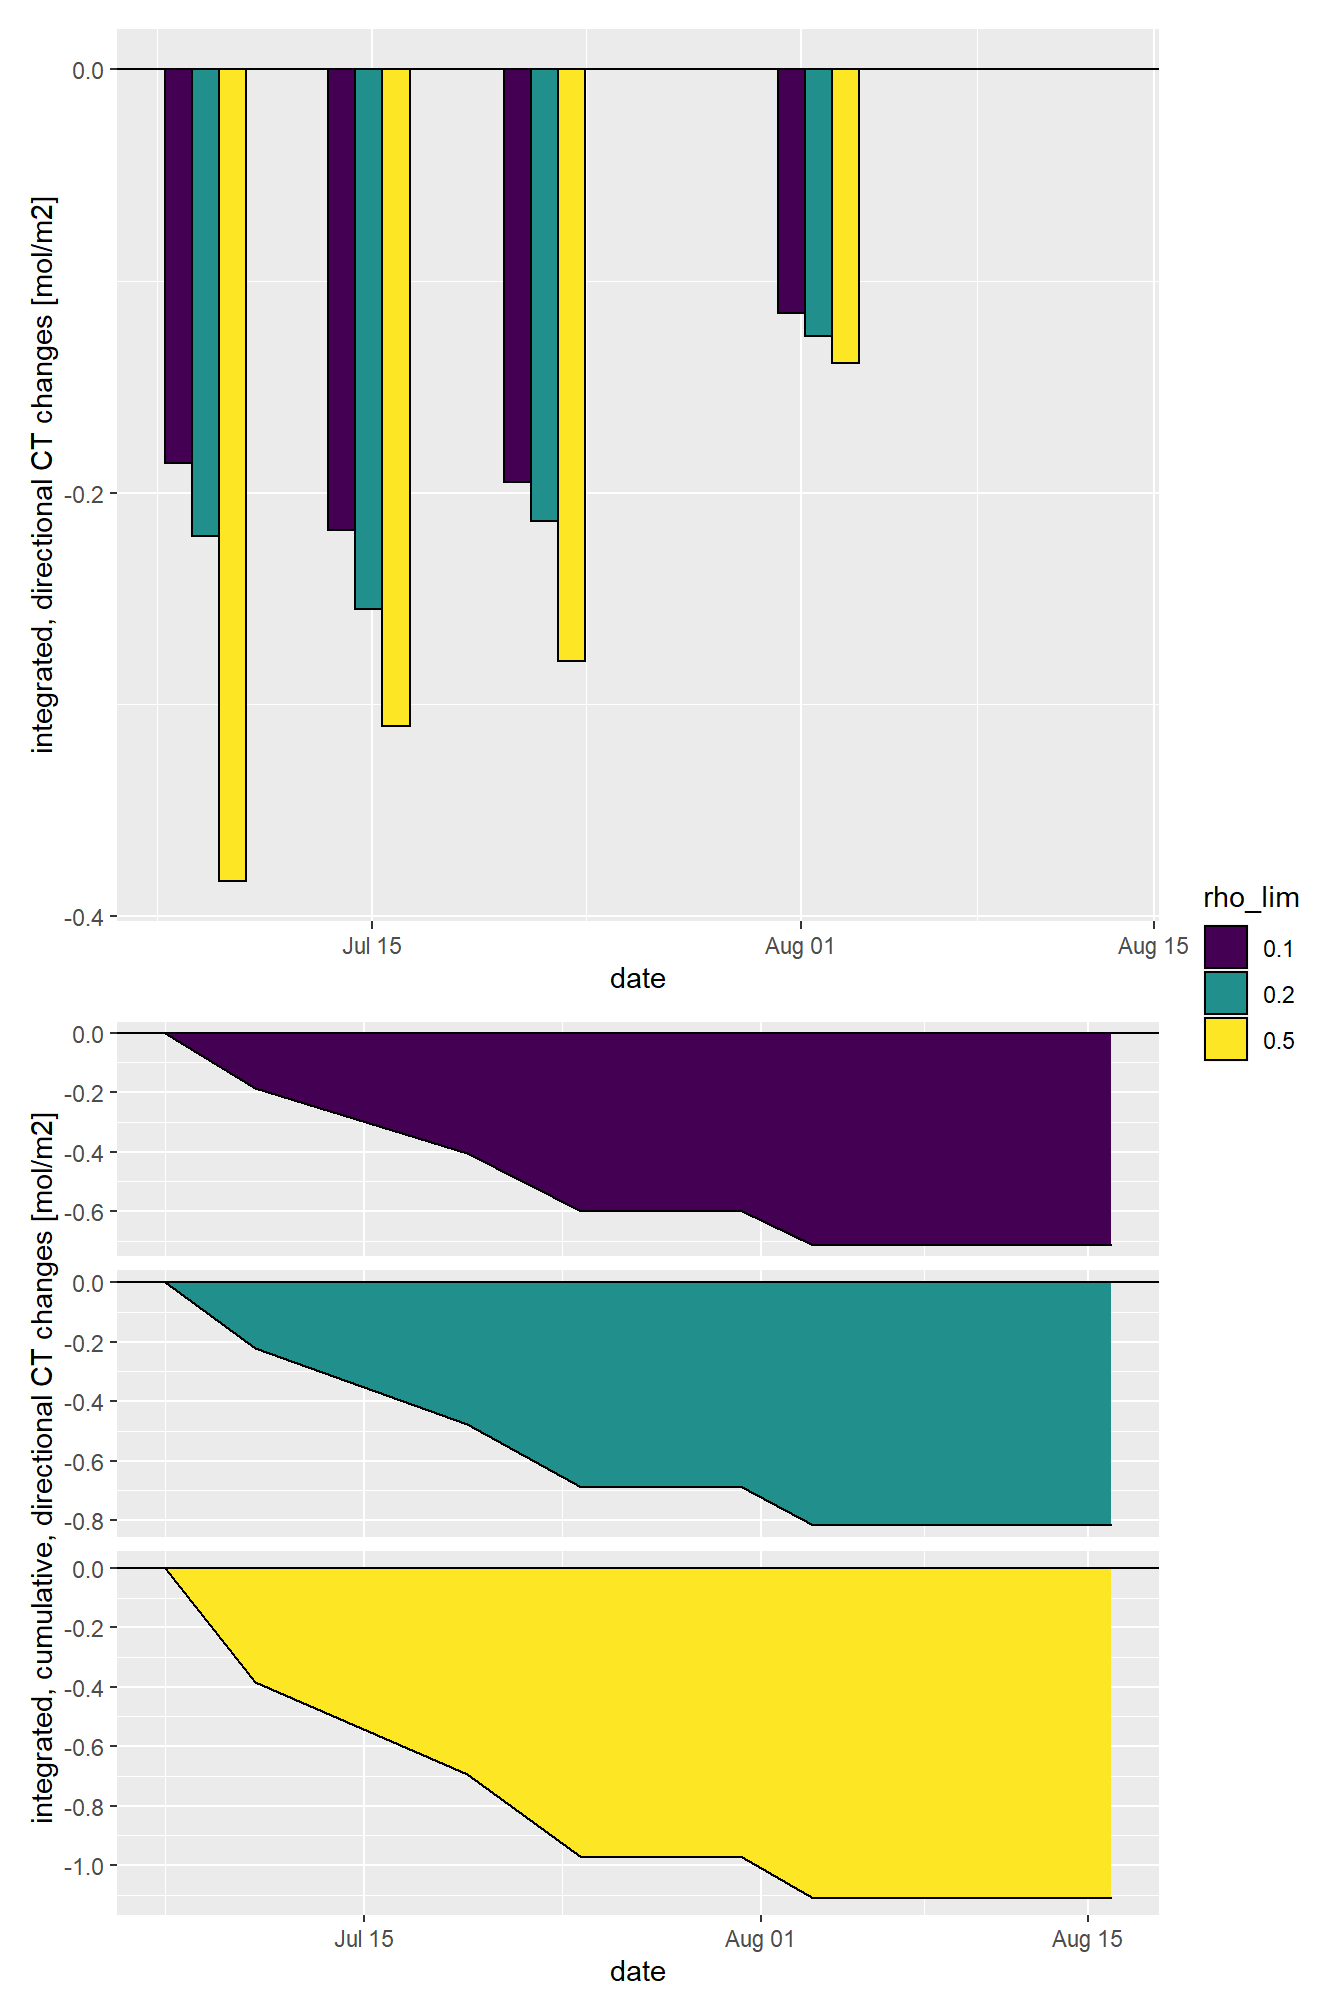 integrated, directional CT changes [mol/m2]
0.0
-0.2
-0.4
Jul 15
Aug 01
Aug 15
date
rho_lim
0.1
0.2
0.5
integrated, cumulative, directional CT changes [mol/m2]
0.0
-0.2
-0.4
-0.6
0.0
-0.2
-0.4
-0.6
-0.8
0.0
-0.2
-0.4
-0.6
-0.8
-1.0
Jul 15
Aug 01
Aug 15
date